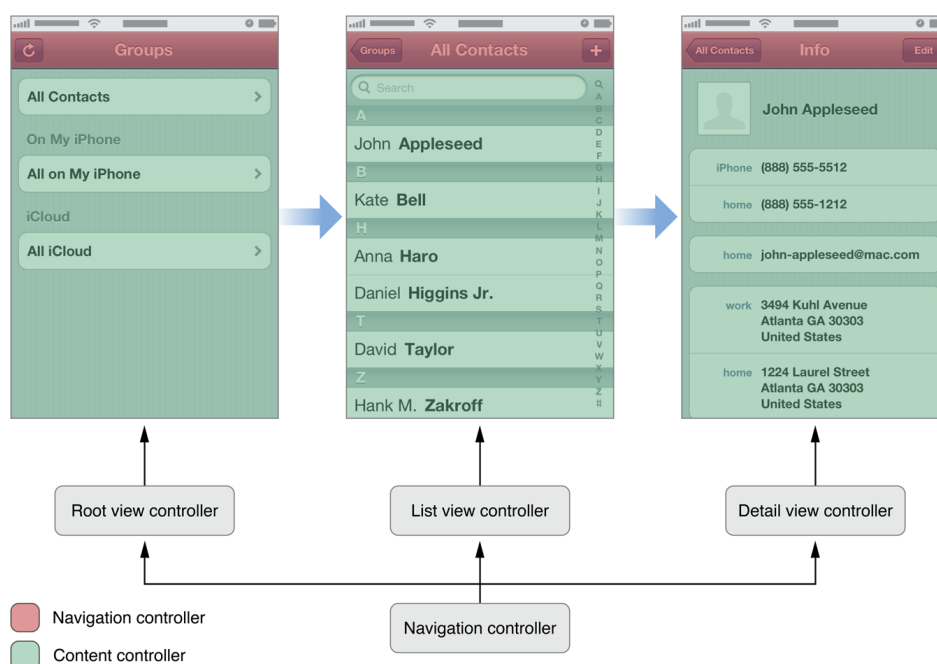 Groups
All Contacts
On My iPhone
All on My iPhone
iCloud
All iCloud
Groups
All Contacts
+
Search
A
John Appleseed
B
Kate Bell
H
Anna Haro
Daniel Higgins Jr.
T
David Taylor
Z
Hank M. Zakroff
A
B
C
D
E
F
G
H
I
J
K
L
M
N
O
P
Q
R
S
T
U
V
W
X
Y
Z
#
All Contacts
Info
Edit
John Appleseed
iPhone (888) 555-5512
home (888) 555-1212
home john-appleseed@mac.com
work 3494 Kuhl Avenue
Atlanta GA 30303
United States
home 1224 Laurel Street
Atlanta GA 30303
United States
Root view controller
List view controller
Detail view controller
Navigation controller
Navigation controller
Content controller